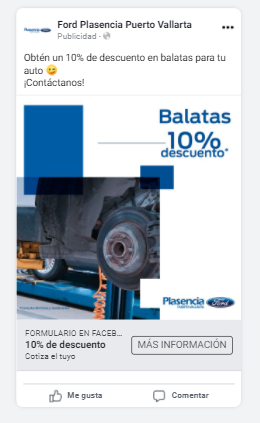 Ford Plasencia Puerto Vallarta
Publicidad ·
Obtén un 10% de descuento en balatas para tu
auto 😉
¡Contáctanos!
Balatas
10%
descuento*
Plasencia Ford
FORMULARIO EN FACEB...
10% de descuento
Cotiza el tuyo
MÁS INFORMACIÓN
Me gusta
Comentar